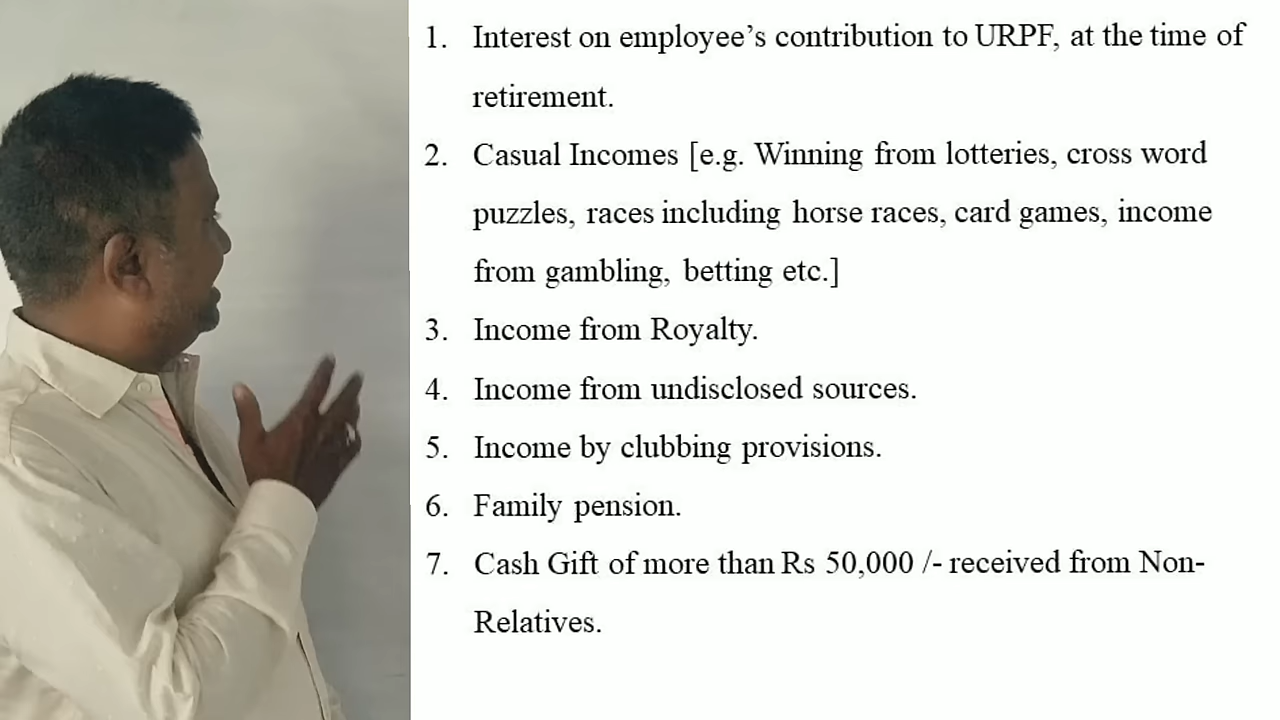 1. Interest on employee’s contribution to URPF, at the time of
retirement.
2. Casual Incomes [e.g. Winning from lotteries, cross word
puzzles, races including horse races, card games, income
from gambling, betting etc.]
3. Income from Royalty.
4. Income from undisclosed sources.
5. Income by clubbing provisions.
6. Family pension.
7. Cash Gift of more than Rs 50,000 /- received from Non-
Relatives.